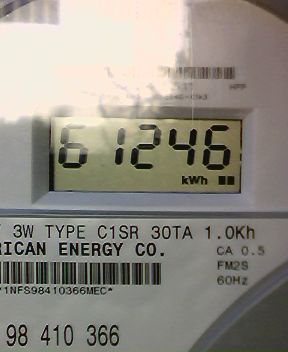 61246
kWh
3W TYPE C1SR 30TA 1.0Kh
RICAN ENERGY CO.
CA 0.5
FM2S
60Hz
*1NFS98410366MEC*
98 410 366